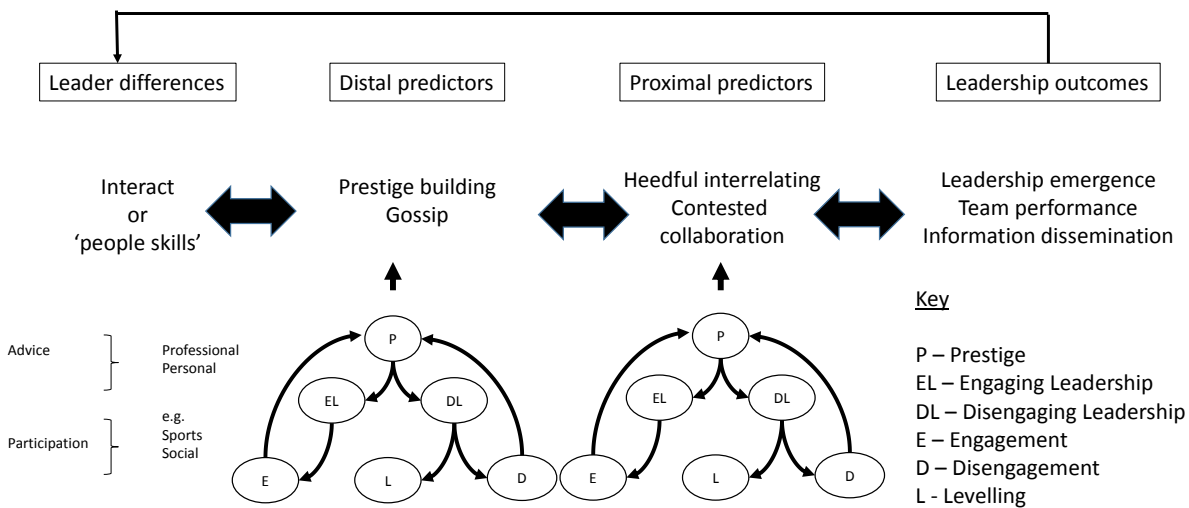 Leader differences
Distal predictors
Proximal predictors
Leadership outcomes
Interact
or
‘people skills’
Prestige building
Gossip
Heedful interrelating
Contested
collaboration
Leadership emergence
Team performance
Information dissemination
Advice
Professional
Personal
Participation
e.g.
Sports
Social
P
EL
DL
E
L
D
P
EL
DL
E
L
D
Key
P – Prestige
EL – Engaging Leadership
DL – Disengaging Leadership
E – Engagement
D – Disengagement
L - Levelling